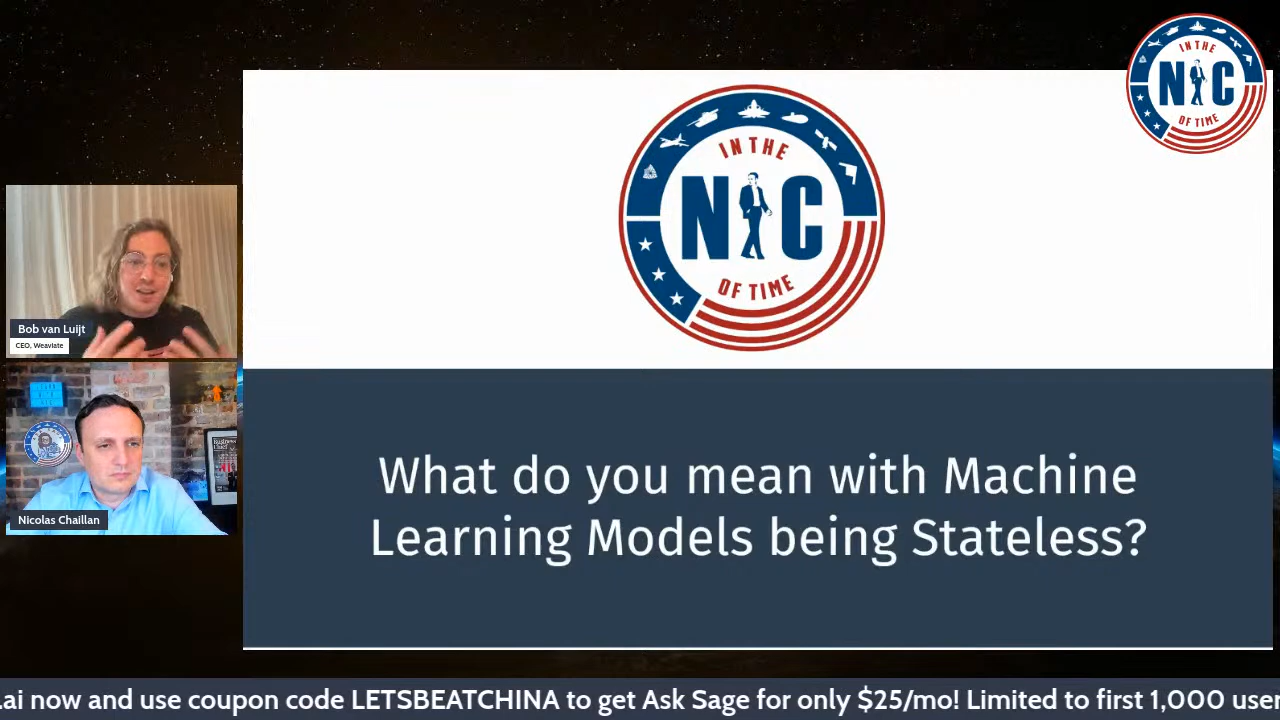 IN THE
NIC
OF TIME
IN THE
NIC
OF TIME
Bob van Luijt
CEO, Weaviate
Business
Chief
Nicolas Chaillan
What do you mean with Machine
Learning Models being Stateless?
.ai now and use coupon code LETSBEATCHINA to get Ask Sage for only $25/mo! Limited to first 1,000 user